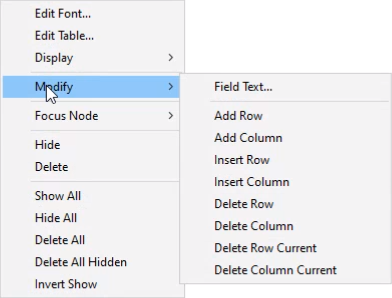 Edit Font...
Edit Table...
Display
Modify
Focus Node
Hide
Delete
Show All
Hide All
Delete All
Delete All Hidden
Invert Show
Field Text...
Add Row
Add Column
Insert Row
Insert Column
Delete Row
Delete Column
Delete Row Current
Delete Column Current